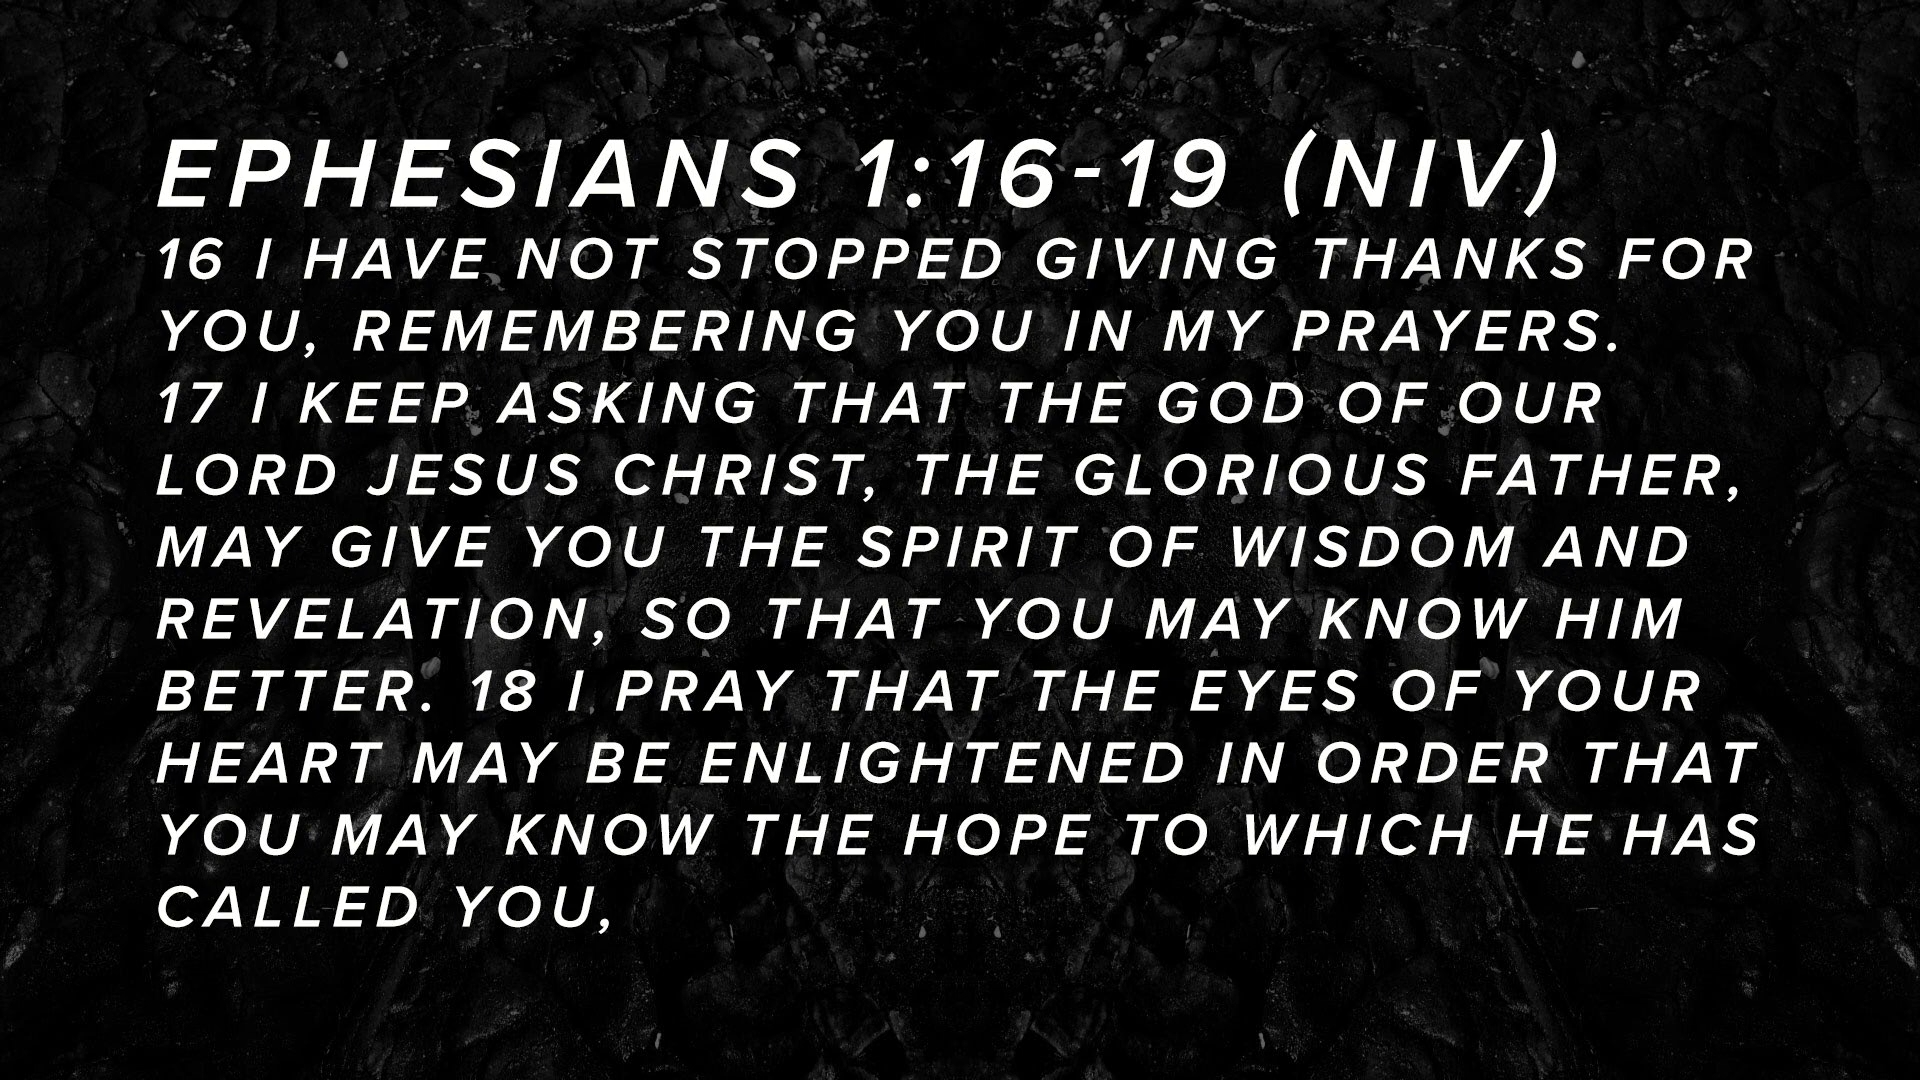 EPHESIANS 1:16-19 (NIV)
16 I HAVE NOT STOPPED GIVING THANKS FOR
YOU, REMEMBERING YOU IN MY PRAYERS.
17 I KEEP ASKING THAT THE GOD OF OUR
LORD JESUS CHRIST, THE GLORIOUS FATHER,
MAY GIVE YOU THE SPIRIT OF WISDOM AND
REVELATION, SO THAT YOU MAY KNOW HIM
BETTER. 18 I PRAY THAT THE EYES OF YOUR
HEART MAY BE ENLIGHTENED IN ORDER THAT
YOU MAY KNOW THE HOPE TO WHICH HE HAS
CALLED YOU,